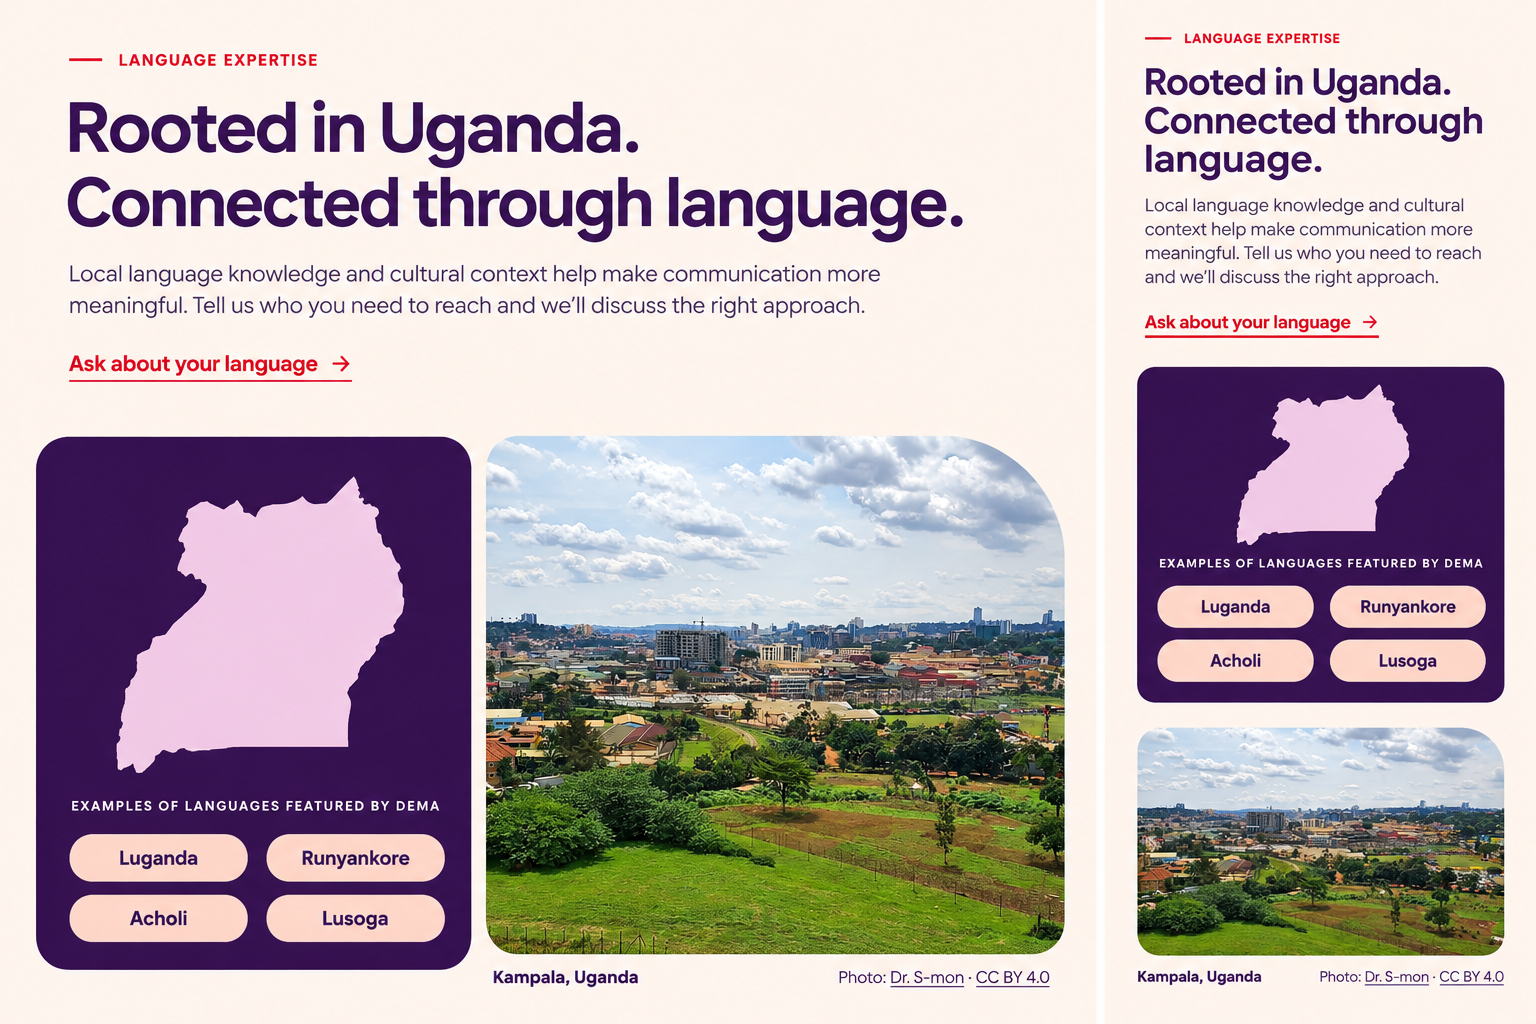 LANGUAGE EXPERTISE
Rooted in Uganda.
Connected through language.
Local language knowledge and cultural context help make communication more
meaningful. Tell us who you need to reach and we’ll discuss the right approach.
Ask about your language →
EXAMPLES OF LANGUAGES FEATURED BY DEMA
Luganda
Runyankore
Acholi
Lusoga
Kampala, Uganda
Photo: Dr. S-mon · CC BY 4.0
LANGUAGE EXPERTISE
Rooted in Uganda.
Connected through
language.
Local language knowledge and cultural
context help make communication more
meaningful. Tell us who you need to reach
and we’ll discuss the right approach.
Ask about your language →
EXAMPLES OF LANGUAGES FEATURED BY DEMA
Luganda
Runyankore
Acholi
Lusoga
Kampala, Uganda
Photo: Dr. S-mon · CC BY 4.0